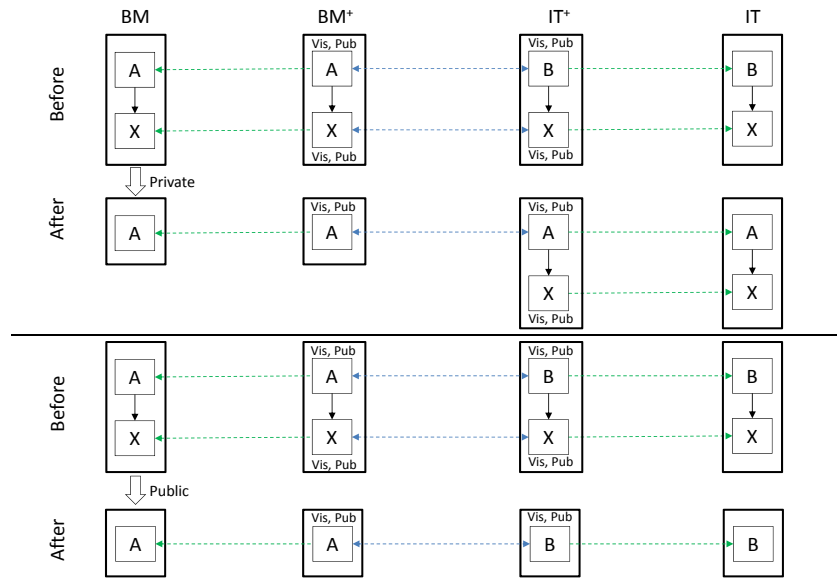 BM BM⁺ IT⁺ IT
Before
Vis, Pub Vis, Pub
A A B B
X X X X
Vis, Pub Vis, Pub
Private
After
Vis, Pub Vis, Pub
A A A A
X X
Vis, Pub
Before
Vis, Pub Vis, Pub
A A B B
X X X X
Vis, Pub Vis, Pub
Public
After
Vis, Pub Vis, Pub
A A B B